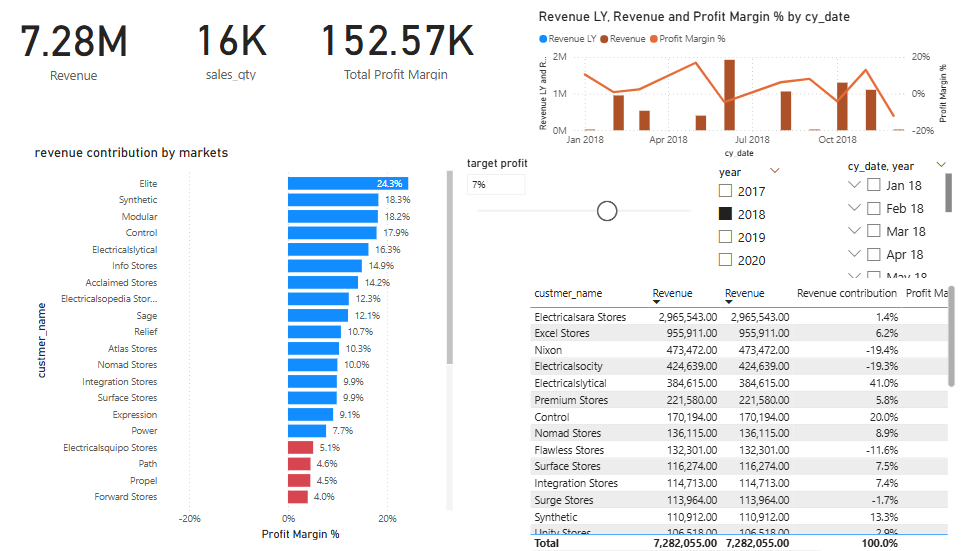 7.28M
Revenue
16K
sales_qty
152.57K
Total Profit Margin
Revenue LY, Revenue and Profit Margin % by cy_date
Revenue LY Revenue Profit Margin %
Revenue LY and R...
2M
1M
0M
20%
0%
-20%
Profit Margin %
Jan 2018 Apr 2018 Jul 2018 Oct 2018
cy_date
revenue contribution by markets
custmer_name
Elite 24.3%
Synthetic 18.3%
Modular 18.2%
Control 17.9%
Electricalslytical 16.3%
Info Stores 14.9%
Acclaimed Stores 14.2%
Electricalsopedia Stor... 12.3%
Sage 12.1%
Relief 10.7%
Atlas Stores 10.3%
Nomad Stores 10.0%
Integration Stores 9.9%
Surface Stores 9.9%
Expression 9.1%
Power 7.7%
Electricalsquipo Stores 5.1%
Path 4.6%
Propel 4.5%
Forward Stores 4.0%
-20% 0% 20%
Profit Margin %
target profit
7%
year
2017
2018
2019
2020
cy_date, year
Jan 18
Feb 18
Mar 18
Apr 18
May 18
custmer_name Revenue Revenue Revenue contribution Profit Ma
Electricalsara Stores 2,965,543.00 2,965,543.00 1.4%
Excel Stores 955,911.00 955,911.00 6.2%
Nixon 473,472.00 473,472.00 -19.4%
Electricalsocity 424,639.00 424,639.00 -19.3%
Electricalslytical 384,615.00 384,615.00 41.0%
Premium Stores 221,580.00 221,580.00 5.8%
Control 170,194.00 170,194.00 20.0%
Nomad Stores 136,115.00 136,115.00 8.9%
Flawless Stores 132,301.00 132,301.00 -11.6%
Surface Stores 116,274.00 116,274.00 7.5%
Integration Stores 114,713.00 114,713.00 7.4%
Surge Stores 113,964.00 113,964.00 -1.7%
Synthetic 110,912.00 110,912.00 13.3%
Unity Stores 106,518.00 106,518.00 2.9%
Total 7,282,055.00 7,282,055.00 100.0%